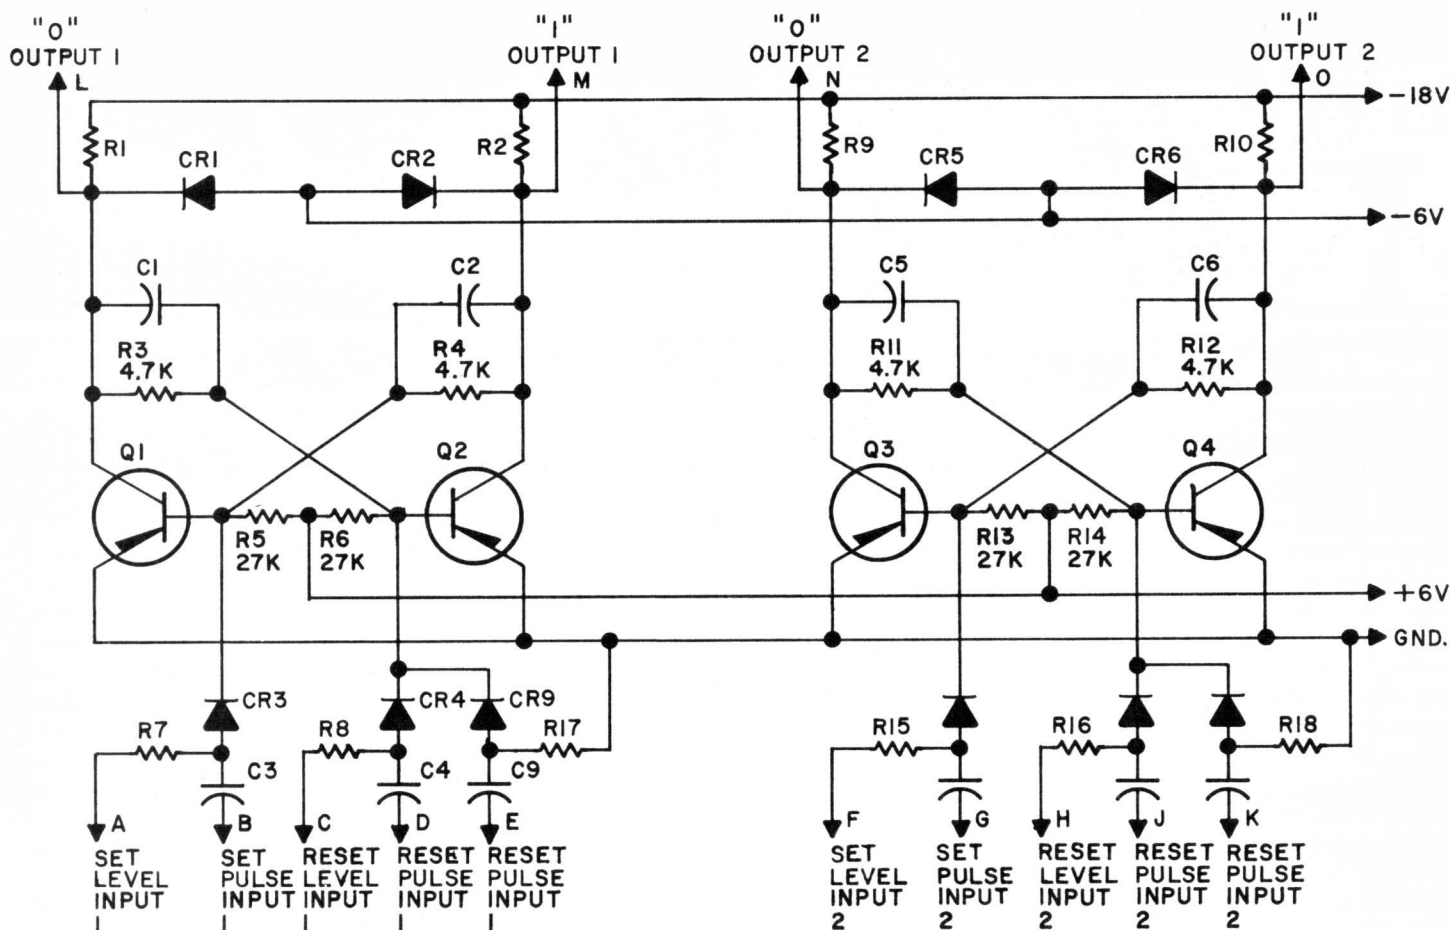 "O" "I" "O" "I"
OUTPUT 1 OUTPUT 1 OUTPUT 2 OUTPUT 2
L M N O
-18V
R1 CR1 CR2 R2 R9 CR5 CR6 R10
-6V
C1 C2 C5 C6
R3 4.7K R4 4.7K R11 4.7K R12 4.7K
Q1 Q2 Q3 Q4
R5 27K R6 27K R13 27K R14 27K
+6V
GND.
CR3 CR4 CR9
R7 R8 R17 R15 R16 R18
C3 C4 C9
A B C D E F G H J K
SET LEVEL INPUT 1
SET PULSE INPUT 1
RESET LEVEL INPUT 1
RESET PULSE INPUT 1
RESET PULSE INPUT 1
SET LEVEL INPUT 2
SET PULSE INPUT 2
RESET LEVEL INPUT 2
RESET PULSE INPUT 2
RESET PULSE INPUT 2